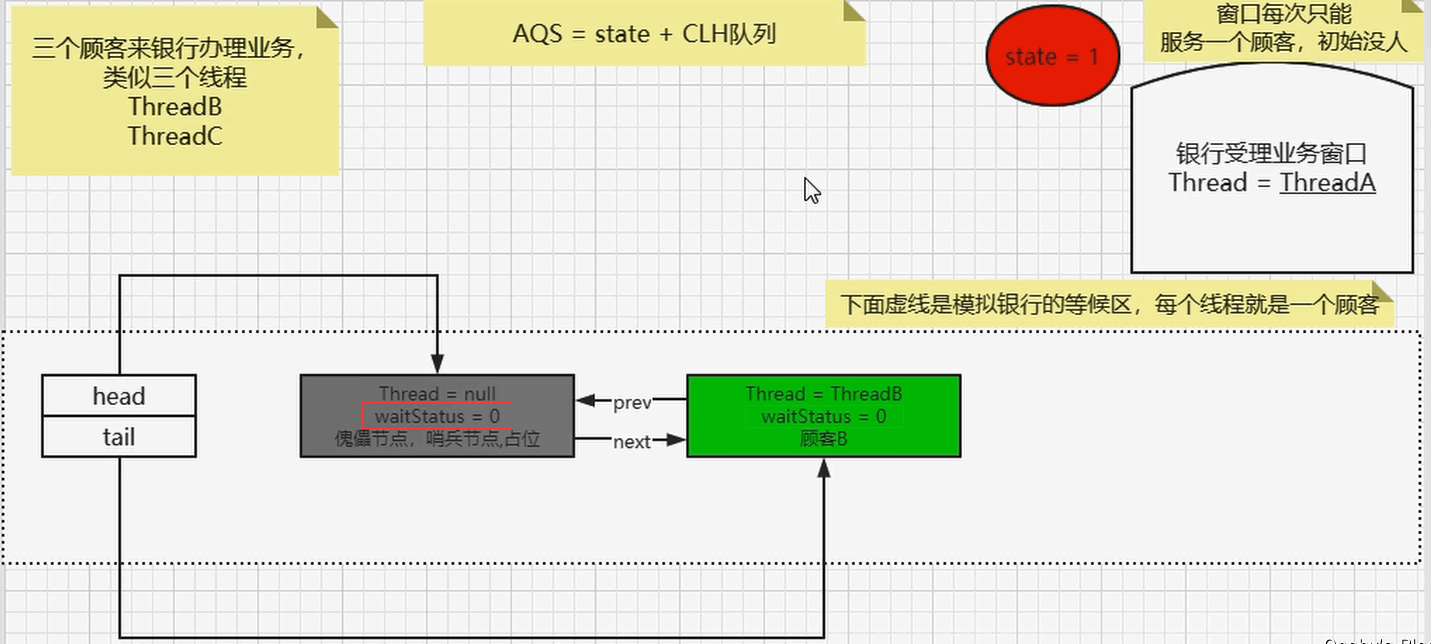 三个顾客来银行办理业务，
类似三个线程
ThreadB
ThreadC
AQS = state + CLH队列
state = 1
窗口每次只能
服务一个顾客，初始没人
银行受理业务窗口
Thread = ThreadA
下面虚线是模拟银行的等候区，每个线程就是一个顾客
head
tail
Thread = null
waitStatus = 0
傀儡节点，哨兵节点,占位
prev
next
Thread = ThreadB
waitStatus = 0
顾客B